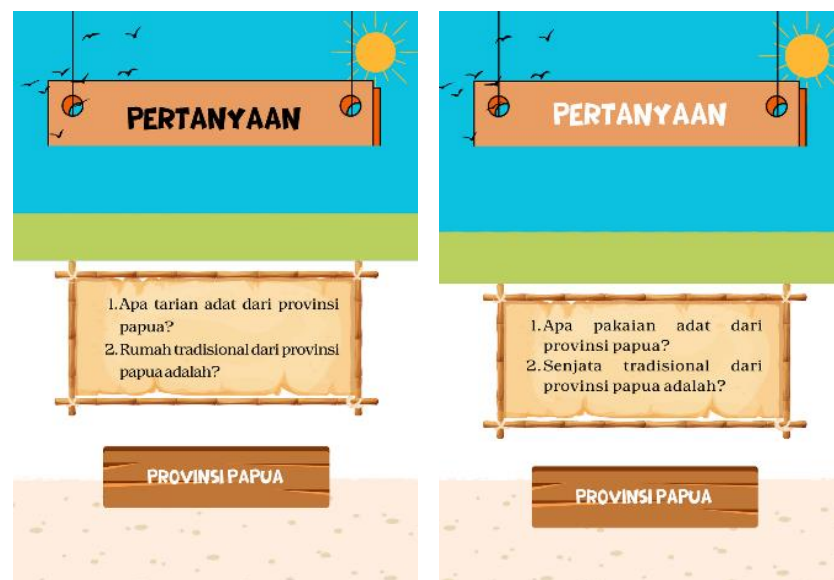 PERTANYAAN
1.Apa tarian adat dari provinsi
papua?
2.Rumah tradisional dari provinsi
papua adalah?
PROVINSI PAPUA
PERTANYAAN
1.Apa pakaian adat dari
provinsi papua?
2.Senjata tradisional dari
provinsi papua adalah?
PROVINSI PAPUA